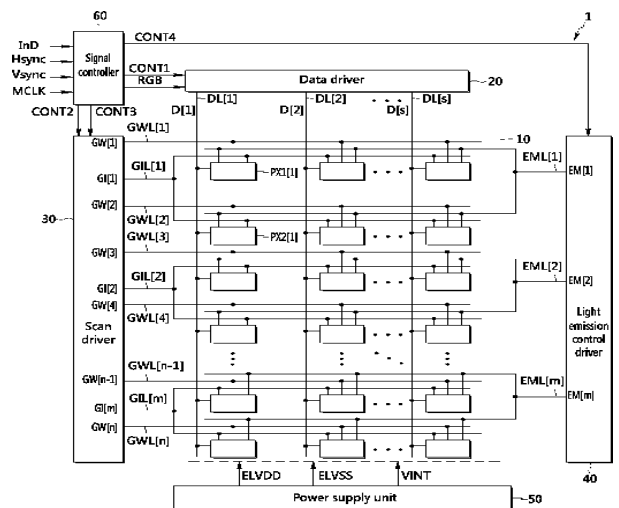 60
1
InD
Hsync
Vsync
MCLK
Signal
controller
CONT4
CONT1
RGB
Data driver
20
CONT2
CONT3
D[1]
DL[1]
D[2]
DL[2]
D[s]
DL[s]
GWL[1]
10
GW[1]
GIL[1]
PX1[1]
EML[1]
EM[1]
GI[1]
30
GW[2]
GWL[2]
PX2[1]
GWL[3]
GW[3]
GIL[2]
EML[2]
EM[2]
GI[2]
GW[4]
GWL[4]
Scan
driver
Light
emission
control
driver
GWL[n-1]
GW[n-1]
GIL[m]
EML[m]
EM[m]
GI[m]
GW[n]
GWL[n]
ELVDD
ELVSS
VINT
40
Power supply unit
50